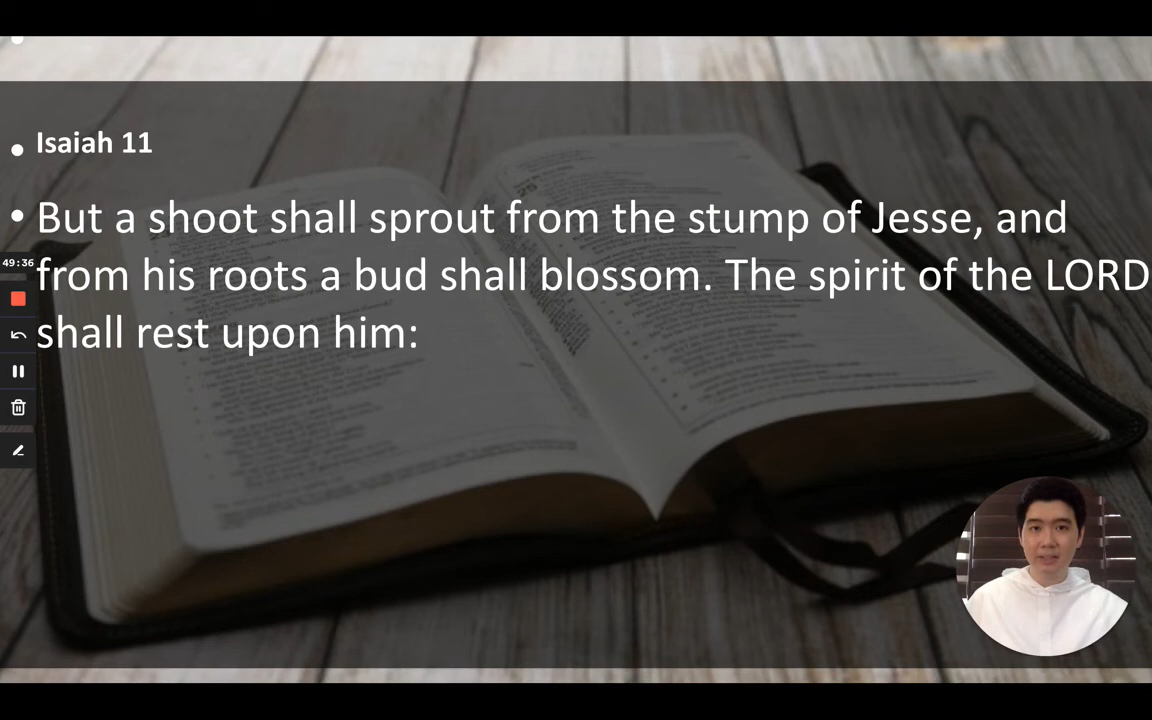 • Isaiah 11
• But a shoot shall sprout from the stump of Jesse, and
from his roots a bud shall blossom. The spirit of the LORD
shall rest upon him:
49:36